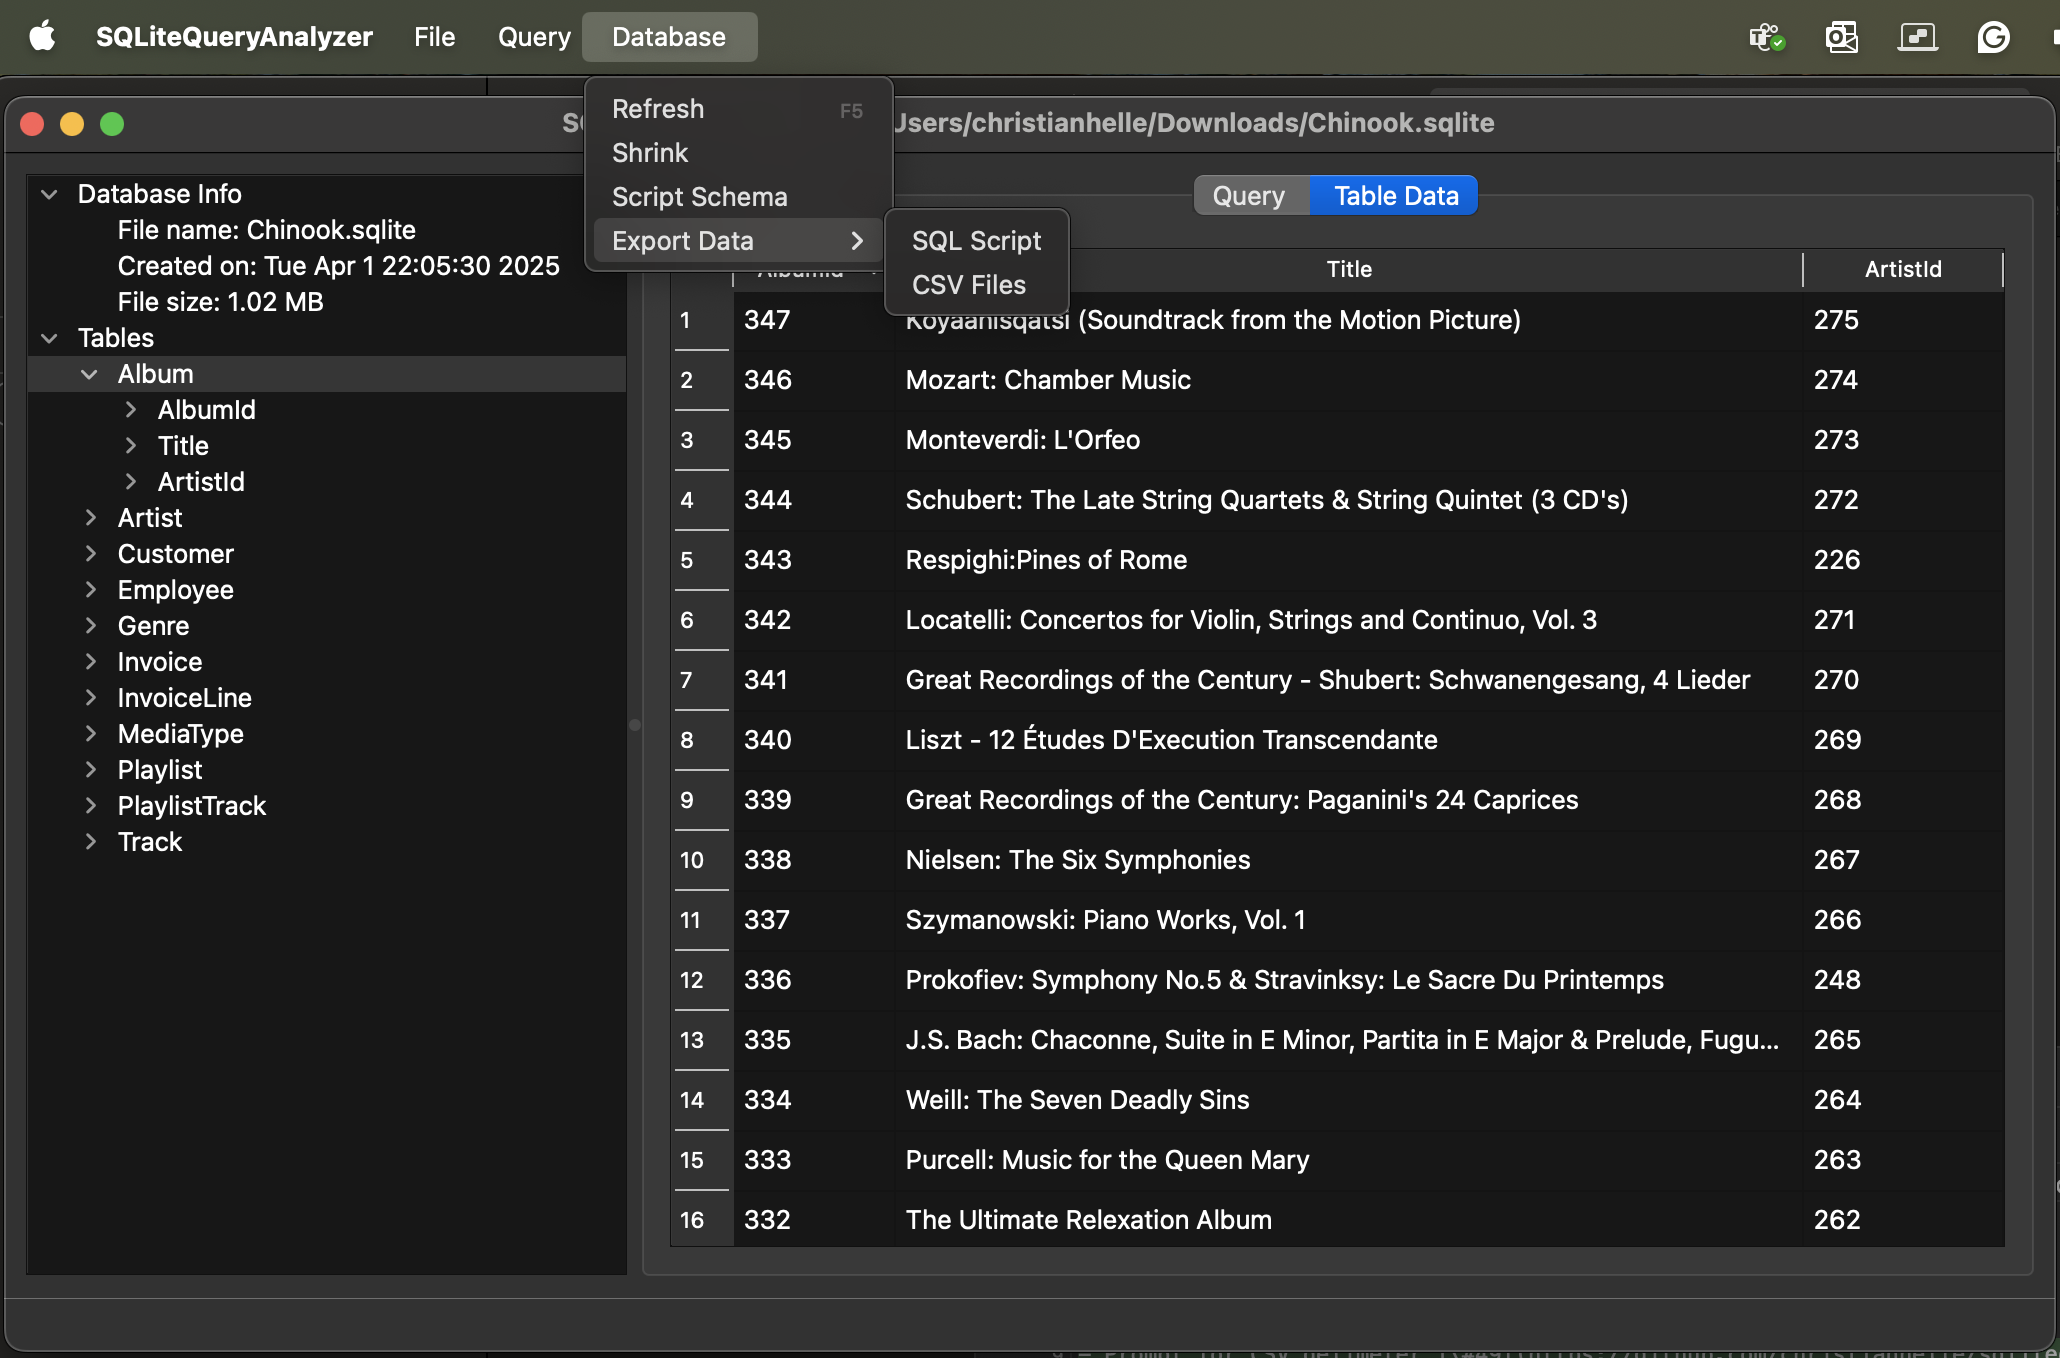 SQLiteQueryAnalyzer File Query Database
Refresh F5
Shrink
Script Schema
Export Data
SQL Script
CSV Files
Users/christianhelle/Downloads/Chinook.sqlite
Database Info
File name: Chinook.sqlite
Created on: Tue Apr 1 22:05:30 2025
File size: 1.02 MB
Tables
Album
AlbumId
Title
ArtistId
Artist
Customer
Employee
Genre
Invoice
InvoiceLine
MediaType
Playlist
PlaylistTrack
Track
Query Table Data
AlbumId Title ArtistId
1 347 Koyaanisqatsi (Soundtrack from the Motion Picture) 275
2 346 Mozart: Chamber Music 274
3 345 Monteverdi: L'Orfeo 273
4 344 Schubert: The Late String Quartets & String Quintet (3 CD's) 272
5 343 Respighi:Pines of Rome 226
6 342 Locatelli: Concertos for Violin, Strings and Continuo, Vol. 3 271
7 341 Great Recordings of the Century - Shubert: Schwanengesang, 4 Lieder 270
8 340 Liszt - 12 Études D'Execution Transcendante 269
9 339 Great Recordings of the Century: Paganini's 24 Caprices 268
10 338 Nielsen: The Six Symphonies 267
11 337 Szymanowski: Piano Works, Vol. 1 266
12 336 Prokofiev: Symphony No.5 & Stravinksy: Le Sacre Du Printemps 248
13 335 J.S. Bach: Chaconne, Suite in E Minor, Partita in E Major & Prelude, Fugu... 265
14 334 Weill: The Seven Deadly Sins 264
15 333 Purcell: Music for the Queen Mary 263
16 332 The Ultimate Relexation Album 262